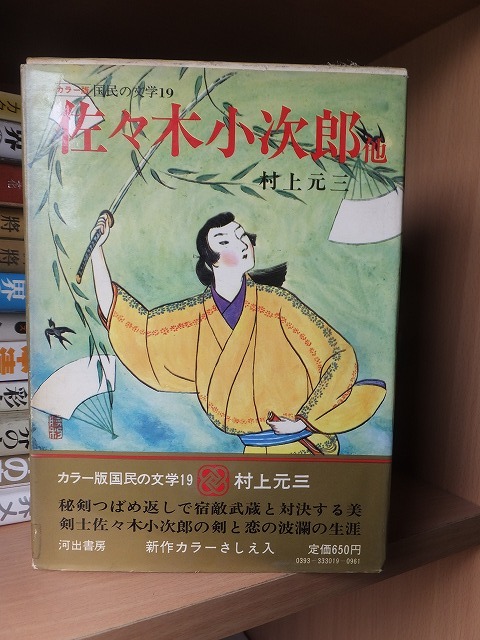 カラー版 国民の文学19
佐々木小次郎 他
村上元三
カラー版国民の文学19 村上元三
秘剣つばめ返しで宿敵武蔵と対決する美
剣士佐々木小次郎の剣と恋の波瀾の生涯
河出書房 新作カラーさしえ入 定価650円
0393-333019-0961